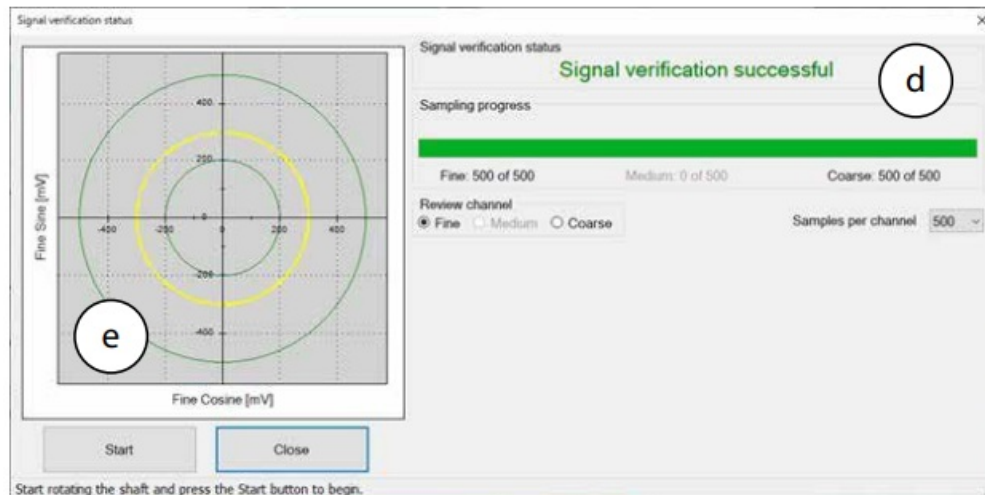 Signal verification status
Signal verification status
Signal verification successful
d
Sampling progress
Fine: 500 of 500 Medium: 0 of 500 Coarse: 500 of 500
Review channel
Fine Medium Coarse
Samples per channel 500
400
200
-400 -200 0 200 400
-200
-400
Fine Sine [mV]
e
Fine Cosine [mV]
Start Close
Start rotating the shaft and press the Start button to begin.